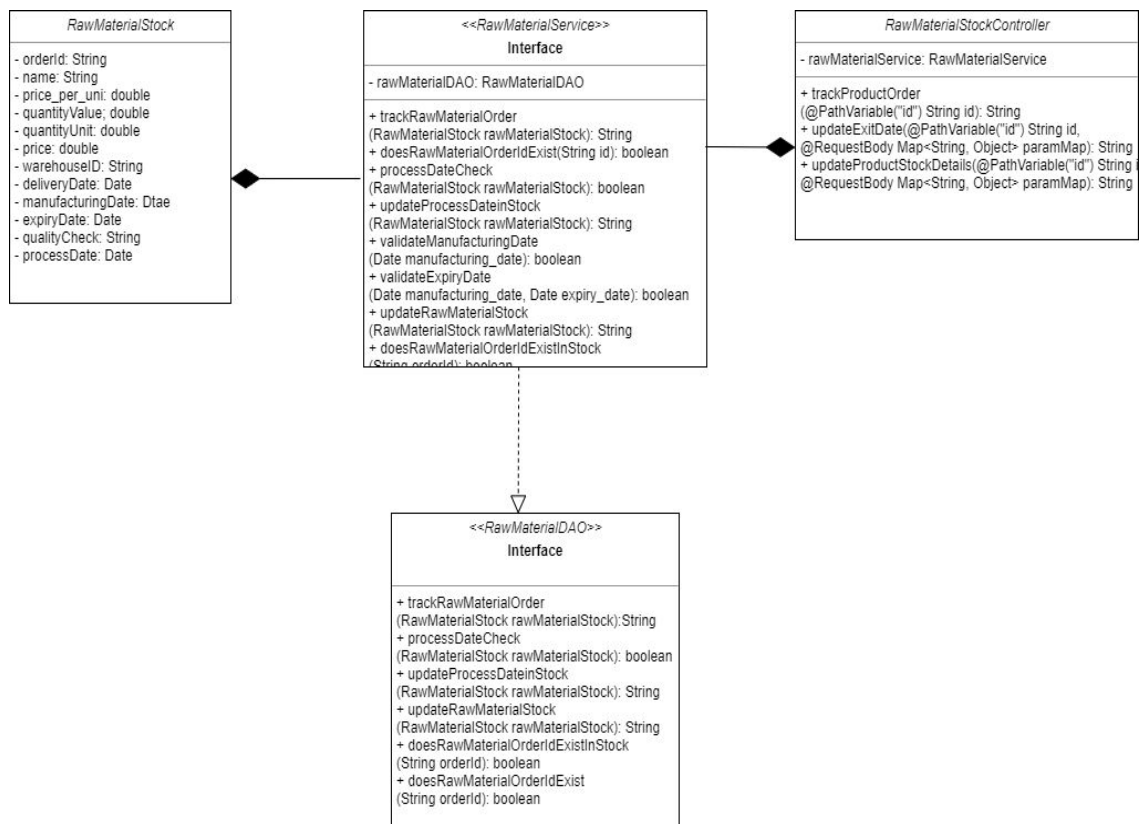 RawMaterialStock
- orderId: String
- name: String
- price_per_uni: double
- quantityValue; double
- quantityUnit: double
- price: double
- warehouseID: String
- deliveryDate: Date
- manufacturingDate: Dtae
- expiryDate: Date
- qualityCheck: String
- processDate: Date
<<RawMaterialService>>
Interface
- rawMaterialDAO: RawMaterialDAO
+ trackRawMaterialOrder
(RawMaterialStock rawMaterialStock): String
+ doesRawMaterialOrderIdExist(String id): boolean
+ processDateCheck
(RawMaterialStock rawMaterialStock): boolean
+ updateProcessDateinStock
(RawMaterialStock rawMaterialStock): String
+ validateManufacturingDate
(Date manufacturing_date): boolean
+ validateExpiryDate
(Date manufacturing_date, Date expiry_date): boolean
+ updateRawMaterialStock
(RawMaterialStock rawMaterialStock): String
+ doesRawMaterialOrderIdExistInStock
(String orderId): boolean
RawMaterialStockController
- rawMaterialService: RawMaterialService
+ trackProductOrder
(@PathVariable("id") String id): String
+ updateExitDate(@PathVariable("id") String id,
@RequestBody Map<String, Object> paramMap): String
+ updateProductStockDetails(@PathVariable("id") String i
@RequestBody Map<String, Object> paramMap): String
<<RawMaterialDAO>>
Interface
+ trackRawMaterialOrder
(RawMaterialStock rawMaterialStock):String
+ processDateCheck
(RawMaterialStock rawMaterialStock): boolean
+ updateProcessDateinStock
(RawMaterialStock rawMaterialStock): String
+ updateRawMaterialStock
(RawMaterialStock rawMaterialStock): String
+ doesRawMaterialOrderIdExistInStock
(String orderId): boolean
+ doesRawMaterialOrderIdExist
(String orderId): boolean